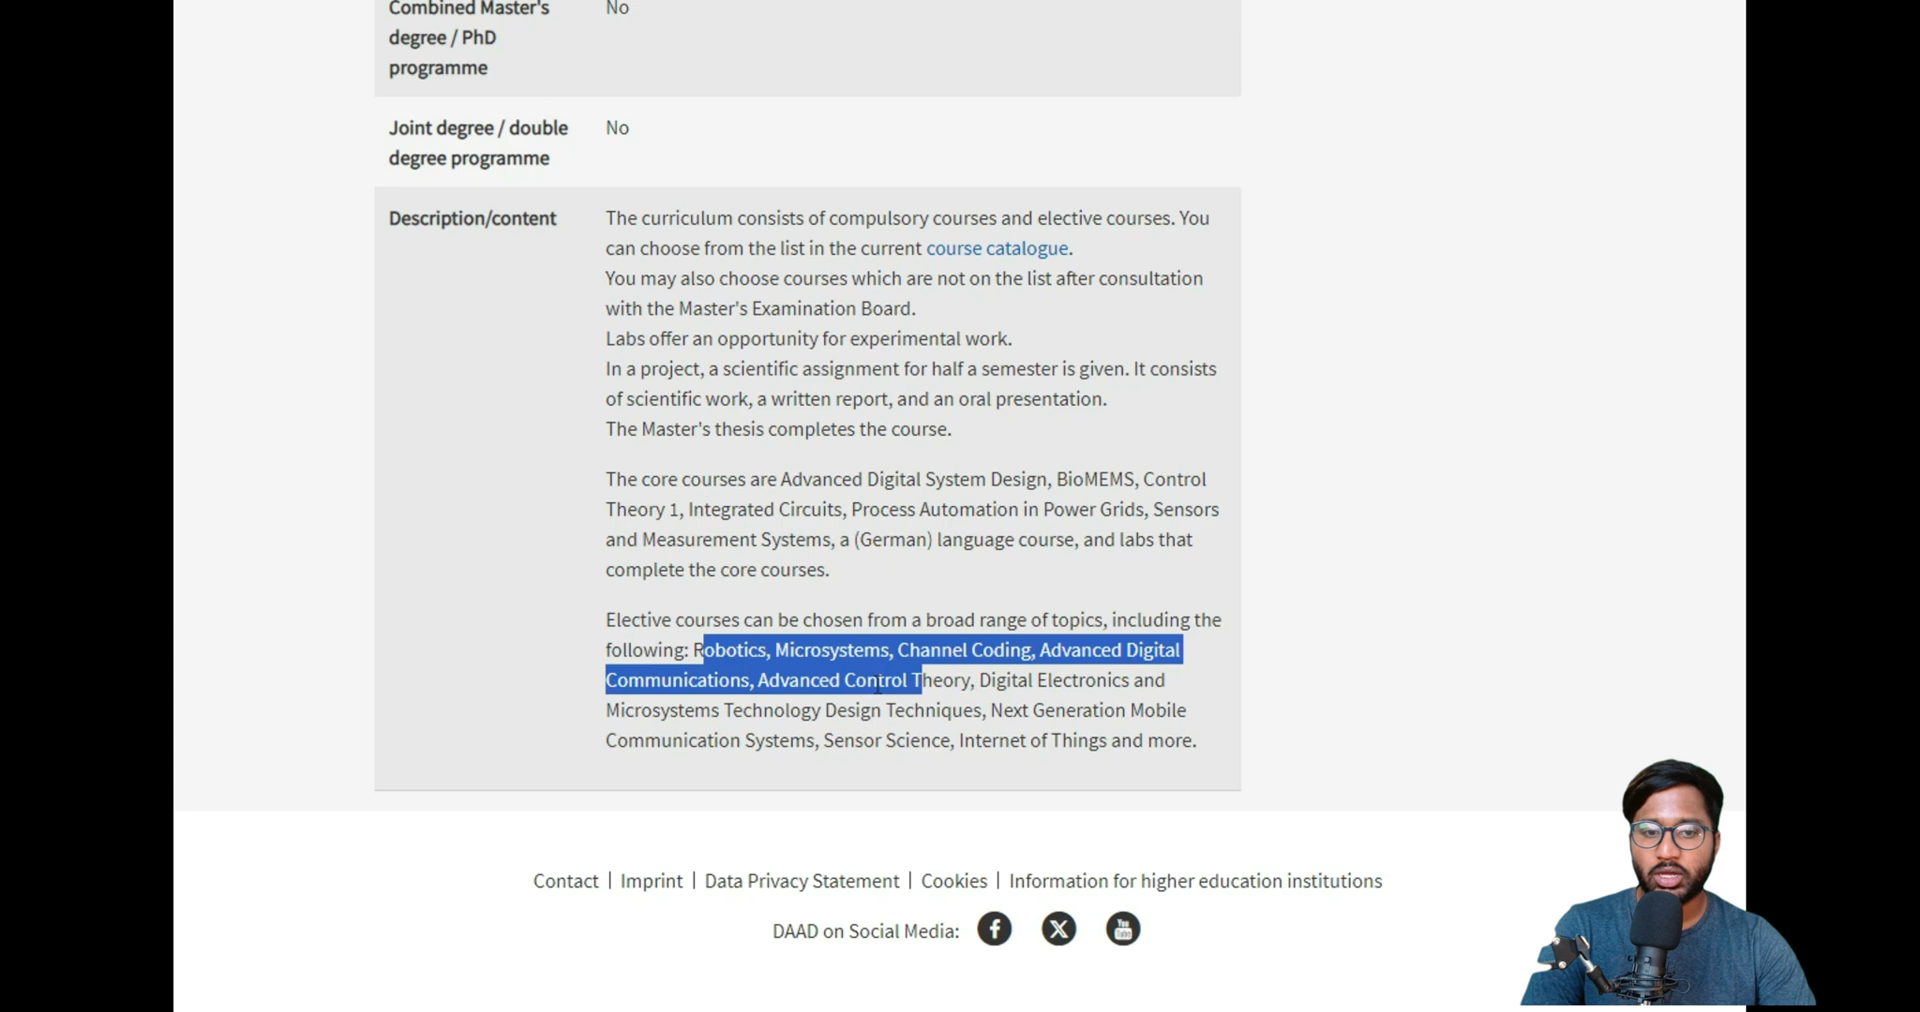 Combined Master's
degree / PhD
programme
No
Joint degree / double
degree programme
No
Description/content
The curriculum consists of compulsory courses and elective courses. You
can choose from the list in the current course catalogue.
You may also choose courses which are not on the list after consultation
with the Master's Examination Board.
Labs offer an opportunity for experimental work.
In a project, a scientific assignment for half a semester is given. It consists
of scientific work, a written report, and an oral presentation.
The Master's thesis completes the course.
The core courses are Advanced Digital System Design, BioMEMS, Control
Theory 1, Integrated Circuits, Process Automation in Power Grids, Sensors
and Measurement Systems, a (German) language course, and labs that
complete the core courses.
Elective courses can be chosen from a broad range of topics, including the
following: Robotics, Microsystems, Channel Coding, Advanced Digital
Communications, Advanced Control Theory, Digital Electronics and
Microsystems Technology Design Techniques, Next Generation Mobile
Communication Systems, Sensor Science, Internet of Things and more.
Contact | Imprint | Data Privacy Statement | Cookies | Information for higher education institutions
DAAD on Social Media: